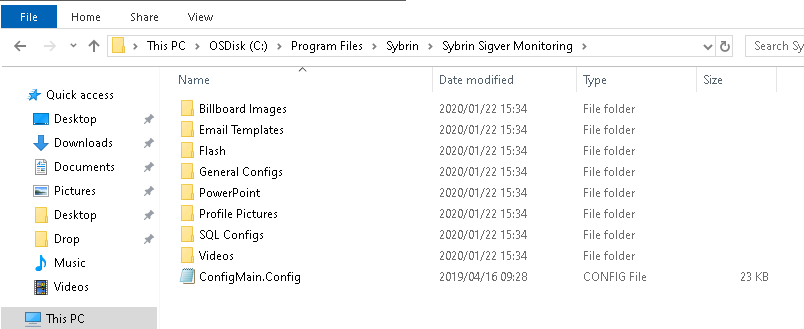 File Home Share View
This PC OSDisk (C:) Program Files Sybrin Sybrin Sigver Monitoring Search Sy
Name Date modified Type Size
Quick access
Desktop
Downloads
Documents
Pictures
Desktop
Drop
Music
Videos
This PC
Billboard Images 2020/01/22 15:34 File folder
Email Templates 2020/01/22 15:34 File folder
Flash 2020/01/22 15:34 File folder
General Configs 2020/01/22 15:34 File folder
PowerPoint 2020/01/22 15:34 File folder
Profile Pictures 2020/01/22 15:34 File folder
SQL Configs 2020/01/22 15:34 File folder
Videos 2020/01/22 15:34 File folder
ConfigMain.Config 2019/04/16 09:28 CONFIG File 23 KB